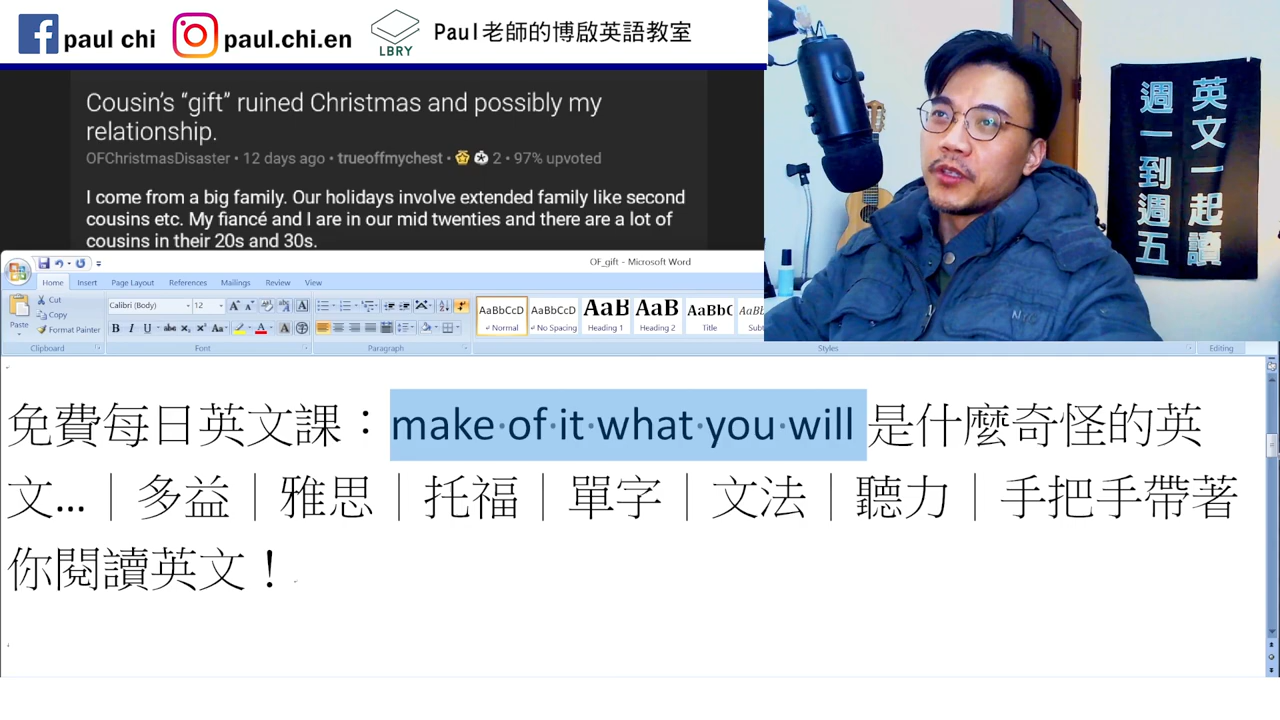 paul chi
paul.chi.en
LBRY
Paul老師的博啟英語教室
Cousin's “gift” ruined Christmas and possibly my
relationship.
OFChristmasDisaster • 12 days ago • trueoffmychest • 2 • 97% upvoted
I come from a big family. Our holidays involve extended family like second
cousins etc. My fiancé and I are in our mid twenties and there are a lot of
cousins in their 20s and 30s.
英文一起讀
週一到週五
OF_gift - Microsoft Word
Home Insert Page Layout References Mailings Review View
Paste
Cut
Copy
Format Painter
Clipboard
Calibri (Body) 12
Font
Paragraph
AaBbCcD AaBbCcD AaBb AaB AaBbC
Normal No Spacing Heading 1 Heading 2 Title
Styles
Editing
免費每日英文課：make of it what you will 是什麼奇怪的英
文...｜多益｜雅思｜托福｜單字｜文法｜聽力｜手把手帶著
你閱讀英文！